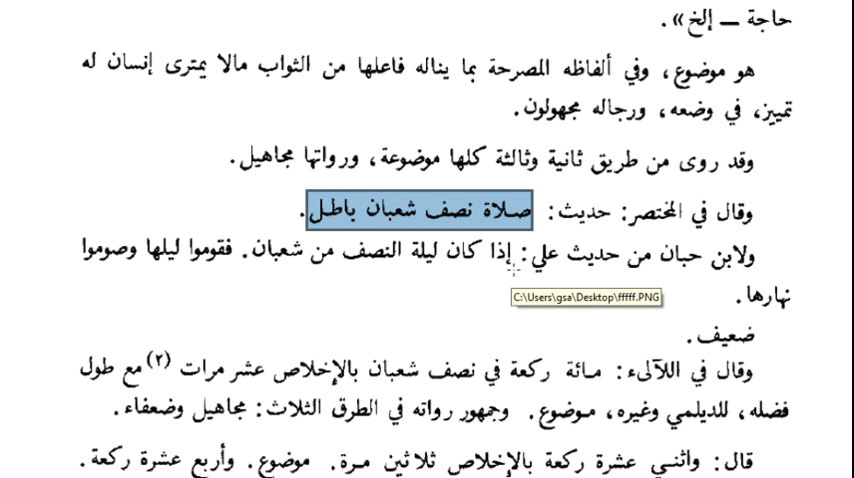 حاجة – إلخ» .
هو موضوع، وفي ألفاظه المصرحة بما يناله فاعلها من الثواب مالا يمترى إنسان له
تمييز، في وضعه، ورجاله مجهولون.
وقد روى من طريق ثانية وثالثة كلها موضوعة، ورواتها مجاهيل.
وقال في المختصر: حديث: صلاة نصف شعبان باطل.
ولابن حبان من حديث علي: إذا كان ليلة النصف من شعبان. فقوموا ليلها وصوموا
نهارها.
C:\Users\gsa\Desktop\fffff.PNG
ضعيف.
وقال في اللآلىء: مائة ركعة في نصف شعبان بالإخلاص عشر مرات (٢) مع طول
فضله، للديلمي وغيره، موضوع. وجمهور رواته في الطرق الثلاث: مجاهيل وضعفاء.
قال: واثنى عشرة ركعة بالإخلاص ثلاثين مرة. موضوع. وأربع عشرة ركعة.